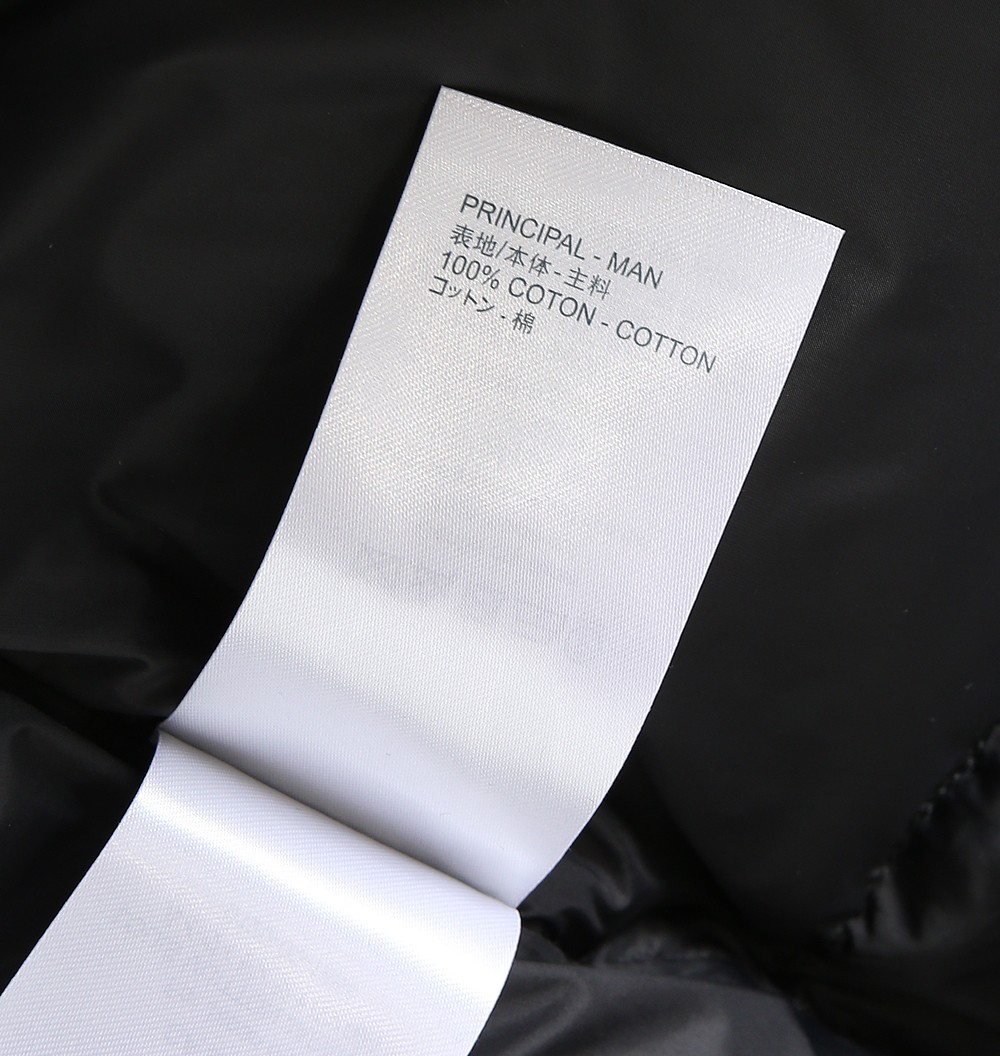 PRINCIPAL - MAN
表地/本体 - 主料
100% COTON - COTTON
コットン - 棉